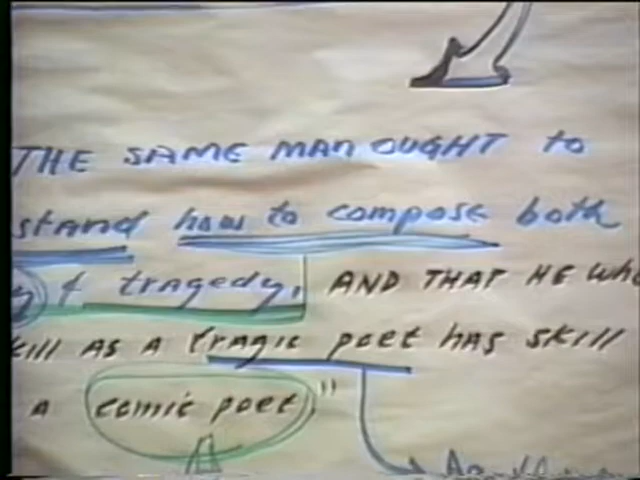 THE SAME MAN OUGHT to
stand how to compose both
y & tragedy, AND THAT HE who
kill AS A tragic poet has skill
a comic poet."